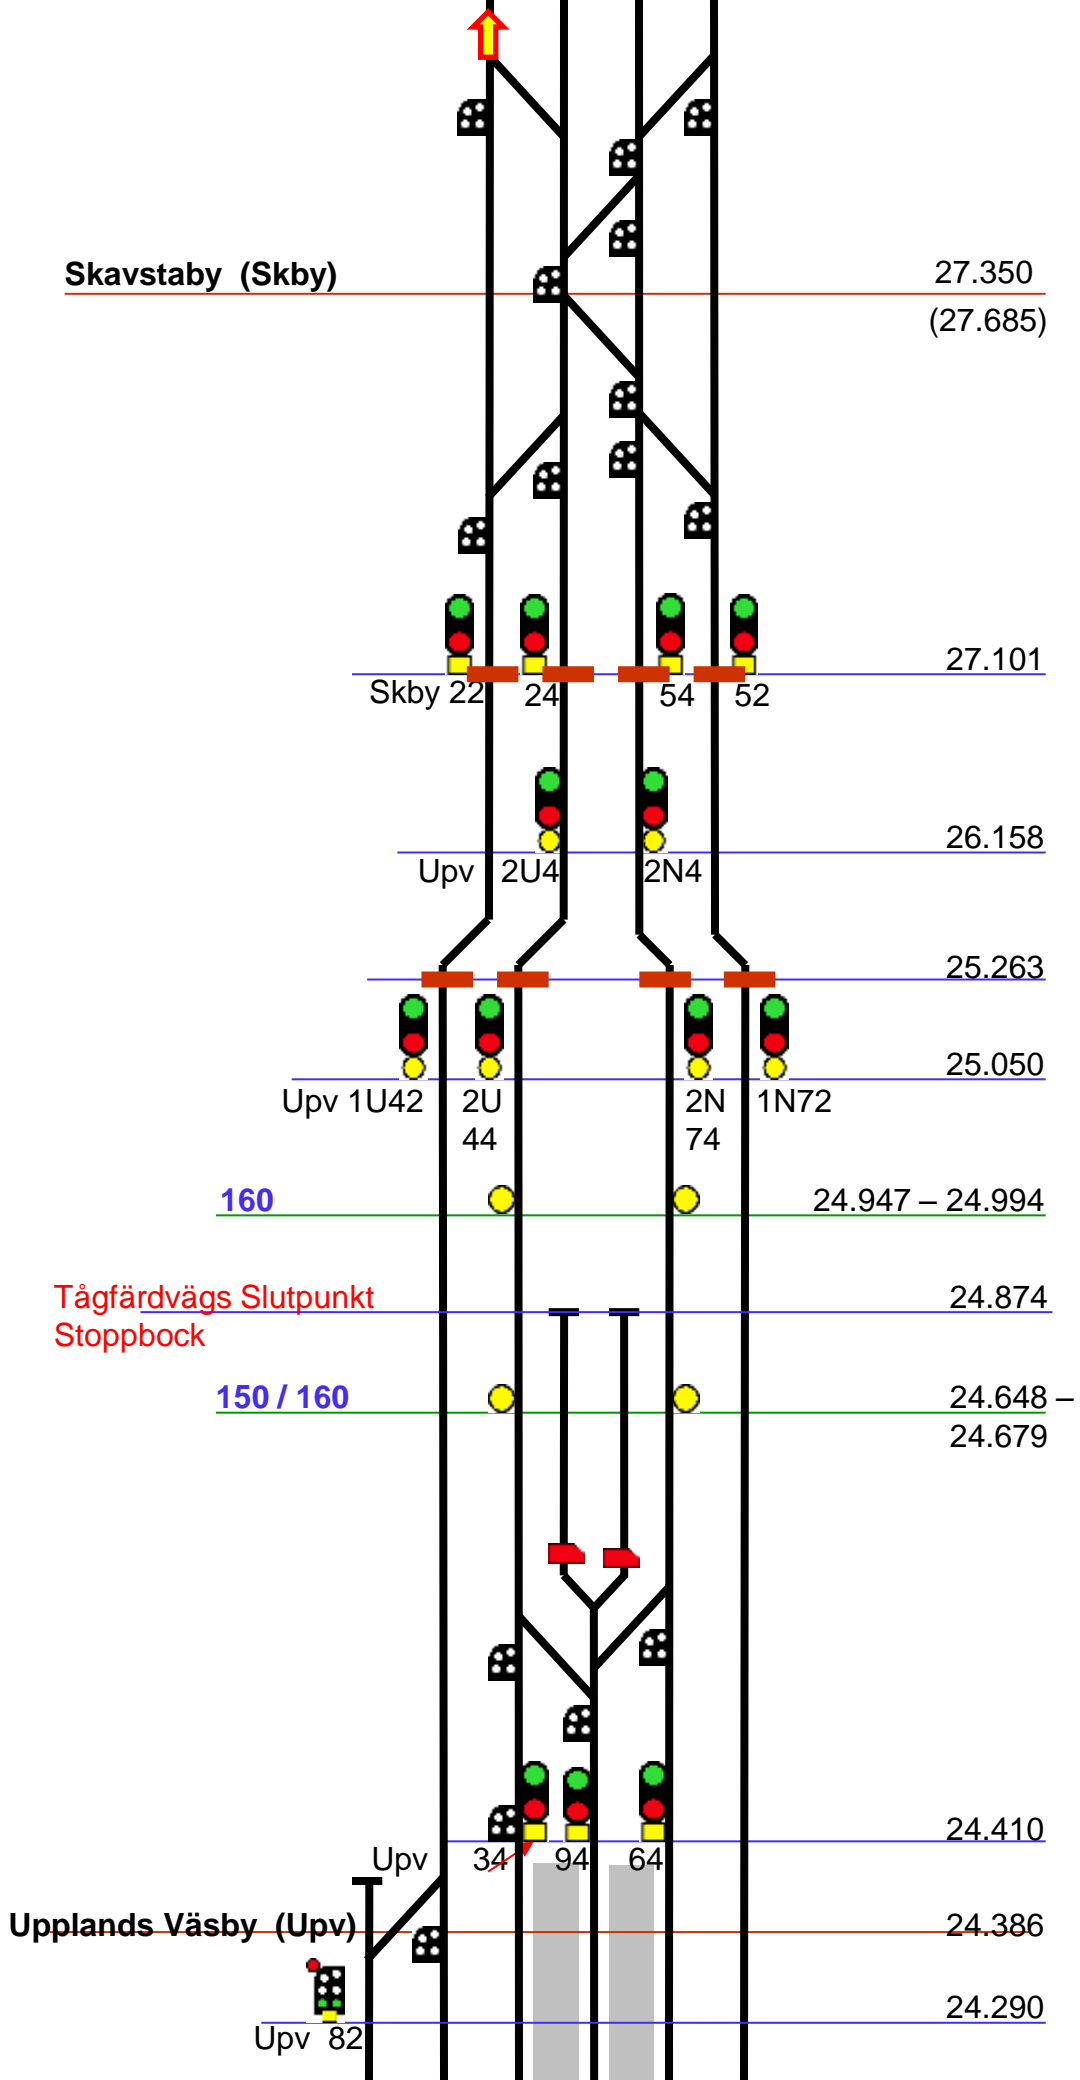 Skavstaby (Skby) 27.350
(27.685)
27.101
Skby 22 24 54 52
26.158
Upv 2U4 2N4
25.263
25.050
Upv 1U42 2U 2N 1N72
44 74
160 24.947 – 24.994
Tågfärdvägs Slutpunkt 24.874
Stoppbock
150 / 160 24.648 –
24.679
24.410
Upv 34 94 64
Upplands Väsby (Upv) 24.386
24.290
Upv 82